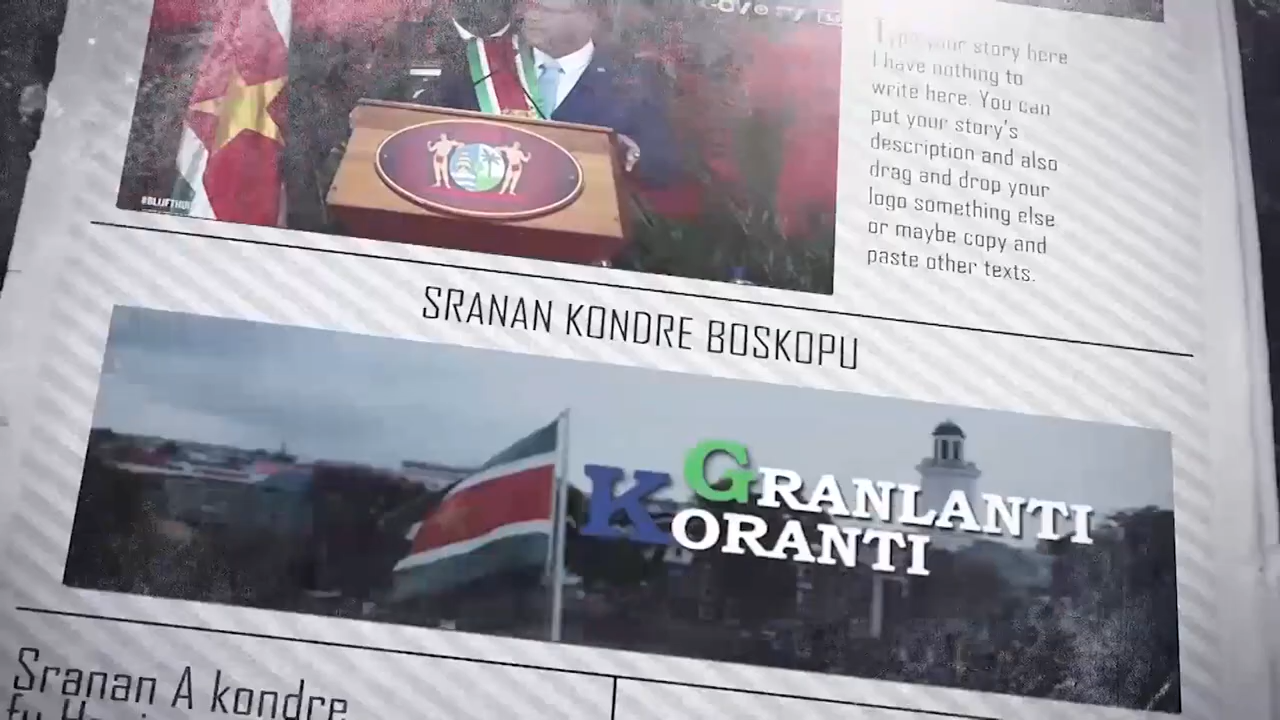 Type your story here
I have nothing to
write here. You can
put your story's
description and also
drag and drop your
logo something else
or maybe copy and
paste other texts.
SRANAN KONDRE BOSKOPU
GRANLANTI
KORANTI
Sranan A kondre
fu